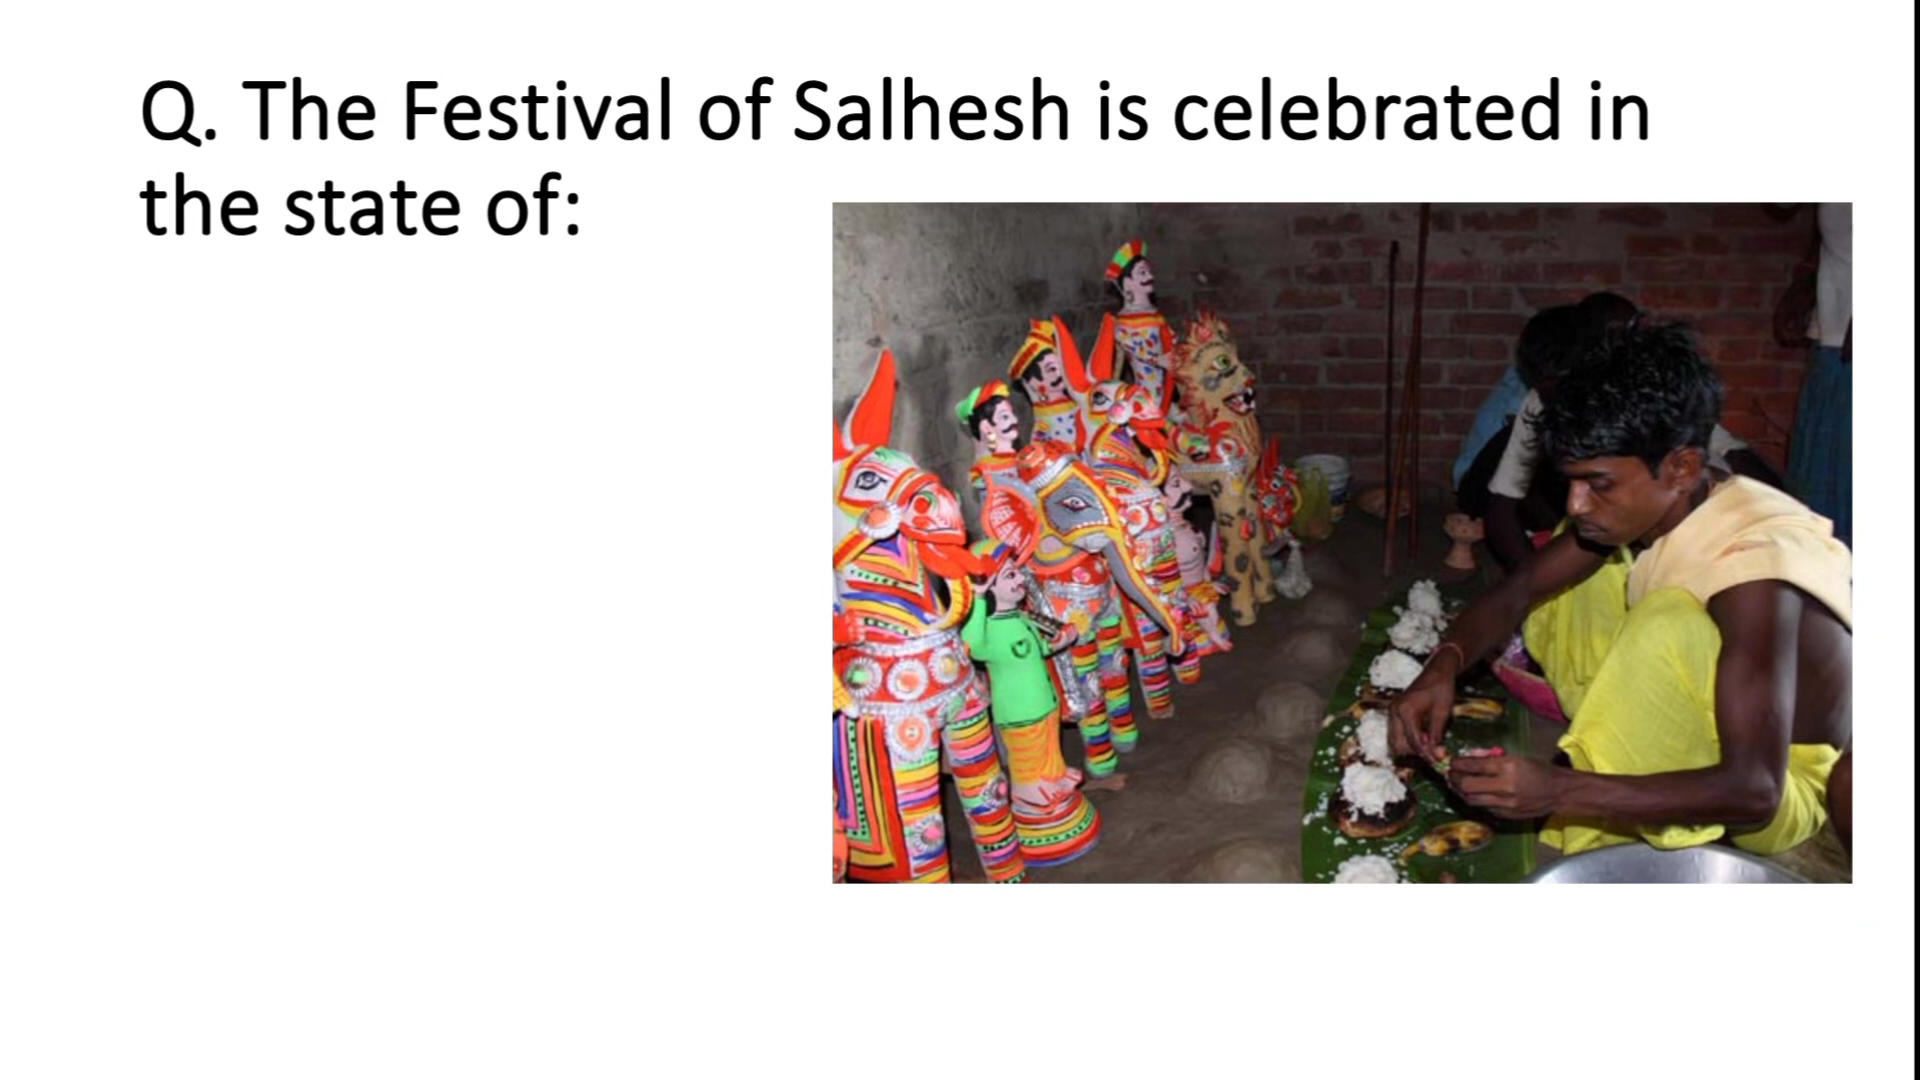 Q. The Festival of Salhesh is celebrated in
the state of: